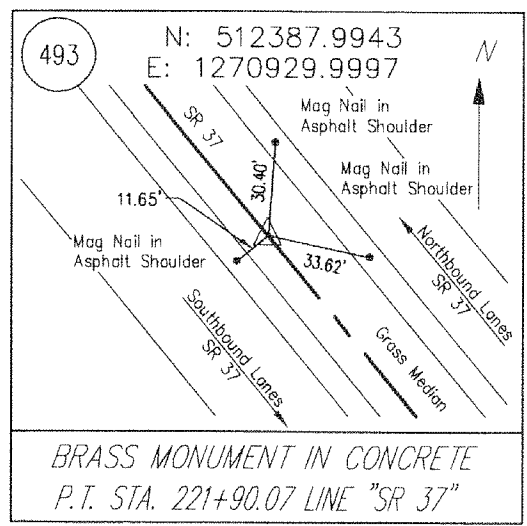 493
N: 512387.9943
E: 1270929.9997
N
Mag Nail in
Asphalt Shoulder
SR 37
30.40'
Mag Nail in
Asphalt Shoulder
11.65'
Mag Nail in
Asphalt Shoulder
33.62'
Northbound Lanes
SR 37
Southbound Lanes
SR 37
Grass Median
BRASS MONUMENT IN CONCRETE
P.T. STA. 221+90.07 LINE "SR 37"